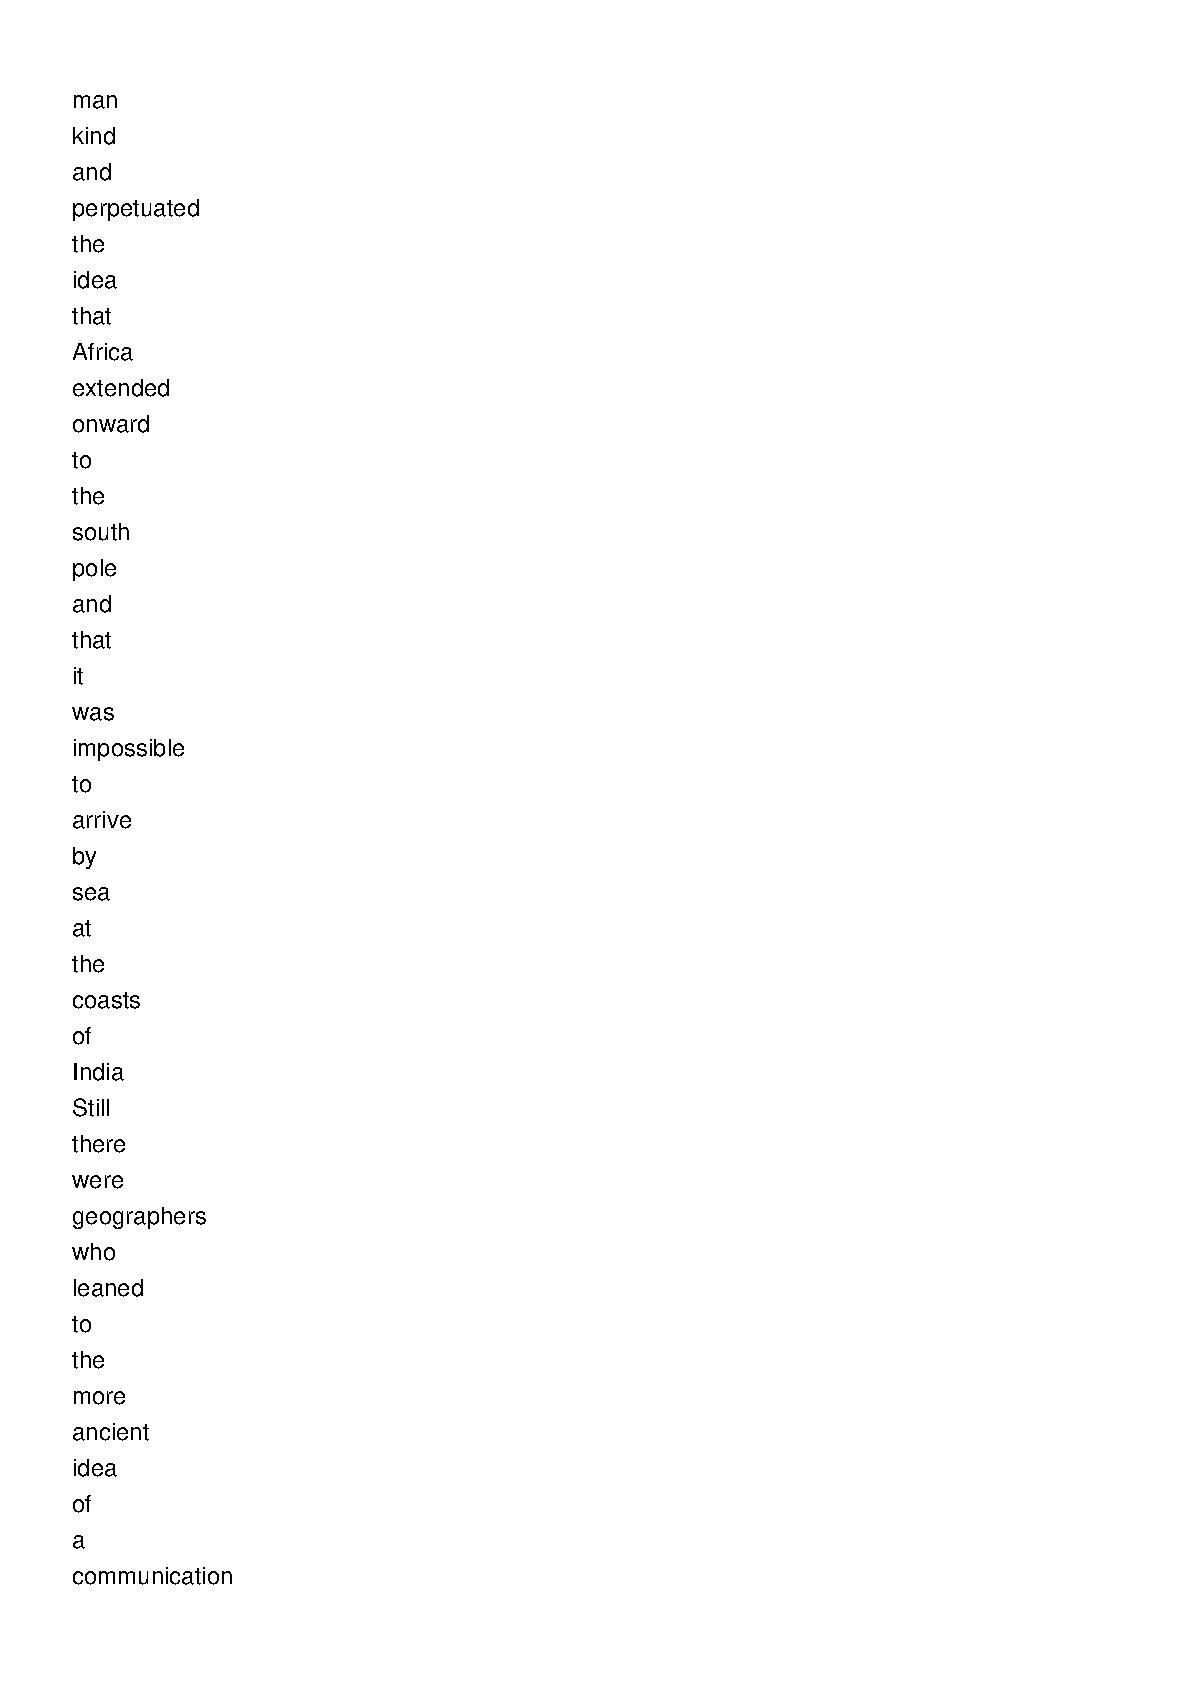 man
kind
and
perpetuated
the
idea
that
Africa
extended
onward
to
the
south
pole
and
that
it
was
impossible
to
arrive
by
sea
at
the
coasts
of
India
Still
there
were
geographers
who
leaned
to
the
more
ancient
idea
of
a
communication